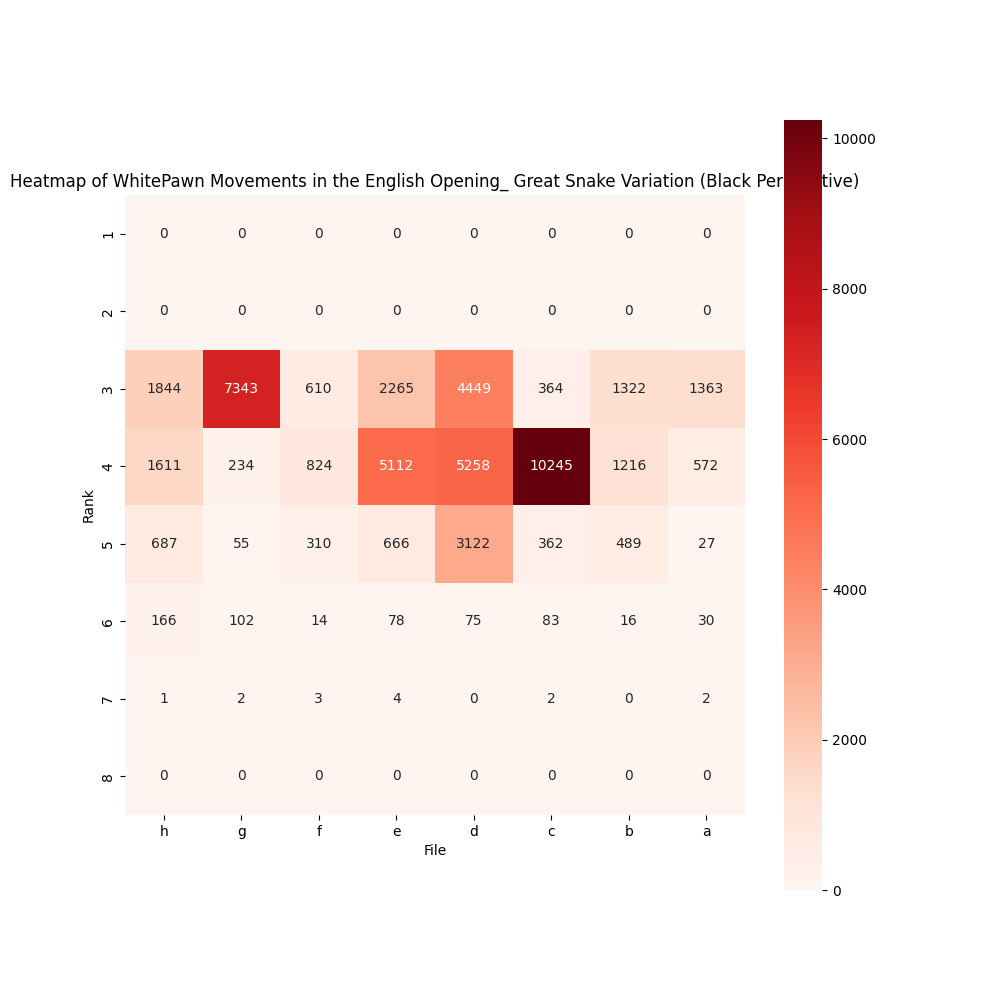 Heatmap of WhitePawn Movements in the English Opening_ Great Snake Variation (Black Per tive)
10000
8000
6000
4000
2000
0
Rank
1 0 0 0 0 0 0 0 0
2 0 0 0 0 0 0 0 0
3 1844 7343 610 2265 4449 364 1322 1363
4 1611 234 824 5112 5258 10245 1216 572
5 687 55 310 666 3122 362 489 27
6 166 102 14 78 75 83 16 30
7 1 2 3 4 0 2 0 2
8 0 0 0 0 0 0 0 0
h g f e d c b a
File